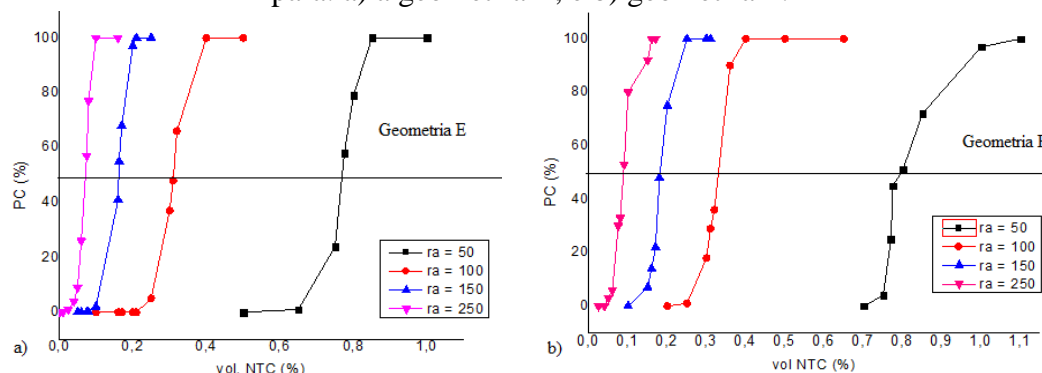 100
80
60
40
20
0
PC (%)
Geometria E
ra = 50
ra = 100
ra = 150
ra = 250
0,0 0,2 0,4 0,6 0,8 1,0
vol. NTC (%)
a)
100
80
60
40
20
0
PC (%)
Geometria
ra = 50
ra = 100
ra = 150
ra = 250
0,0 0,1 0,2 0,3 0,4 0,5 0,6 0,7 0,8 0,9 1,0 1,1
vol NTC (%)
b)